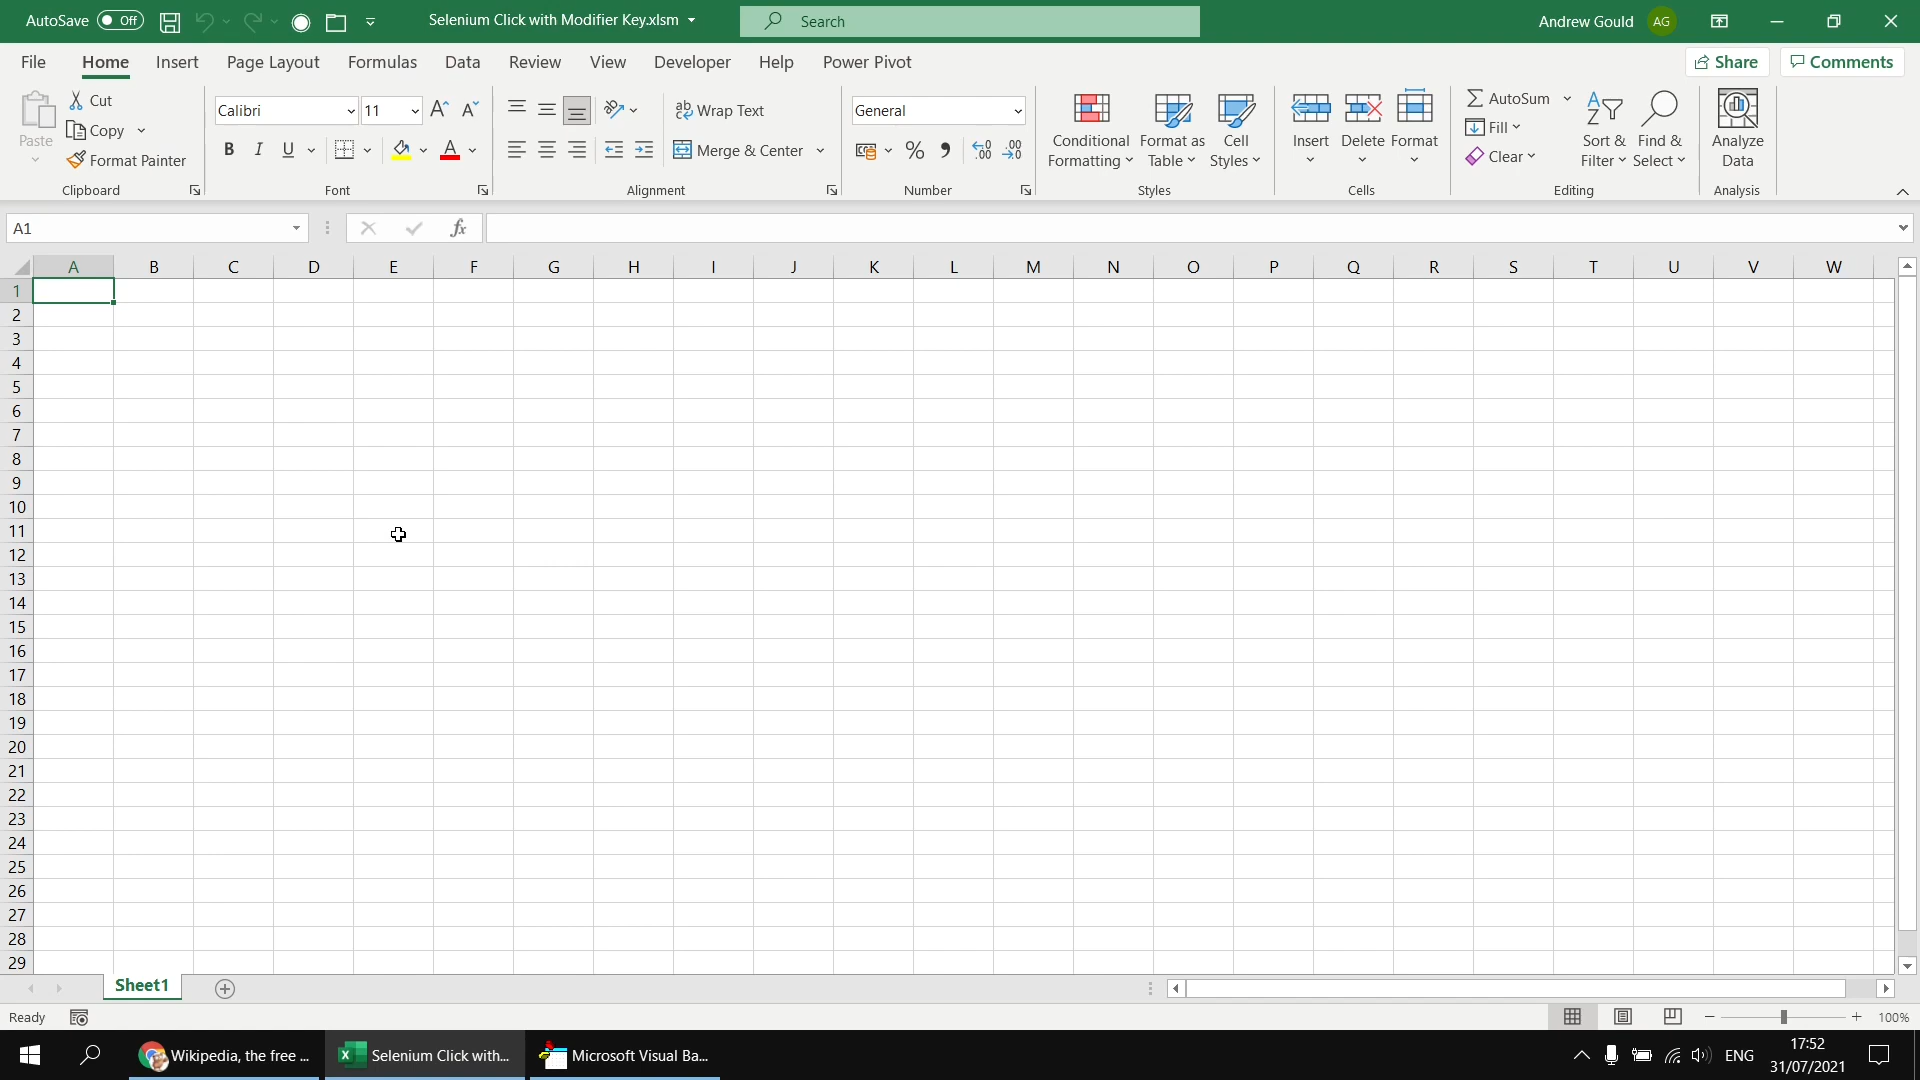 AutoSave Off Selenium Click with Modifier Key.xlsm Search Andrew Gould AG
File Home Insert Page Layout Formulas Data Review View Developer Help Power Pivot Share Comments
Paste Cut Copy Format Painter
Clipboard
Calibri 11
B I U A
Font
Wrap Text
Merge & Center
Alignment
General
% , .00
Number
Conditional Formatting Format as Table Cell Styles
Styles
Insert Delete Format
Cells
AutoSum
Fill
Clear
Sort & Filter Find & Select
Editing
Analyze Data
Analysis
A1 fx
A B C D E F G H I J K L M N O P Q R S T U V W
1
2
3
4
5
6
7
8
9
10
11
12
13
14
15
16
17
18
19
20
21
22
23
24
25
26
27
28
29
Sheet1
Ready 100%
Wikipedia, the free ... Selenium Click with... Microsoft Visual Ba... ENG 17:52
31/07/2021